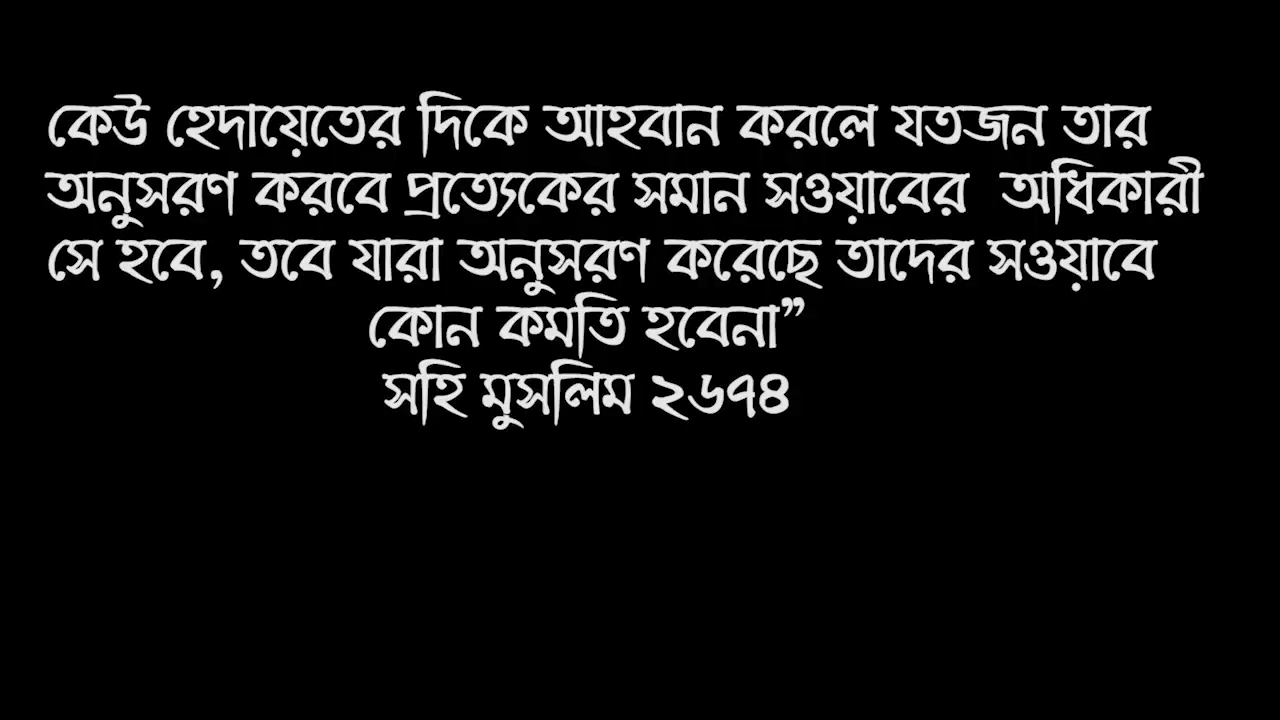 কেউ হেদায়েতের দিকে আহবান করলে যতজন তার
অনুসরণ করবে প্রত্যেকের সমান সওয়াবের অধিকারী
সে হবে, তবে যারা অনুসরণ করেছে তাদের সওয়াবে
কোন কমতি হবেনা”
সহি মুসলিম ২৬৭৪